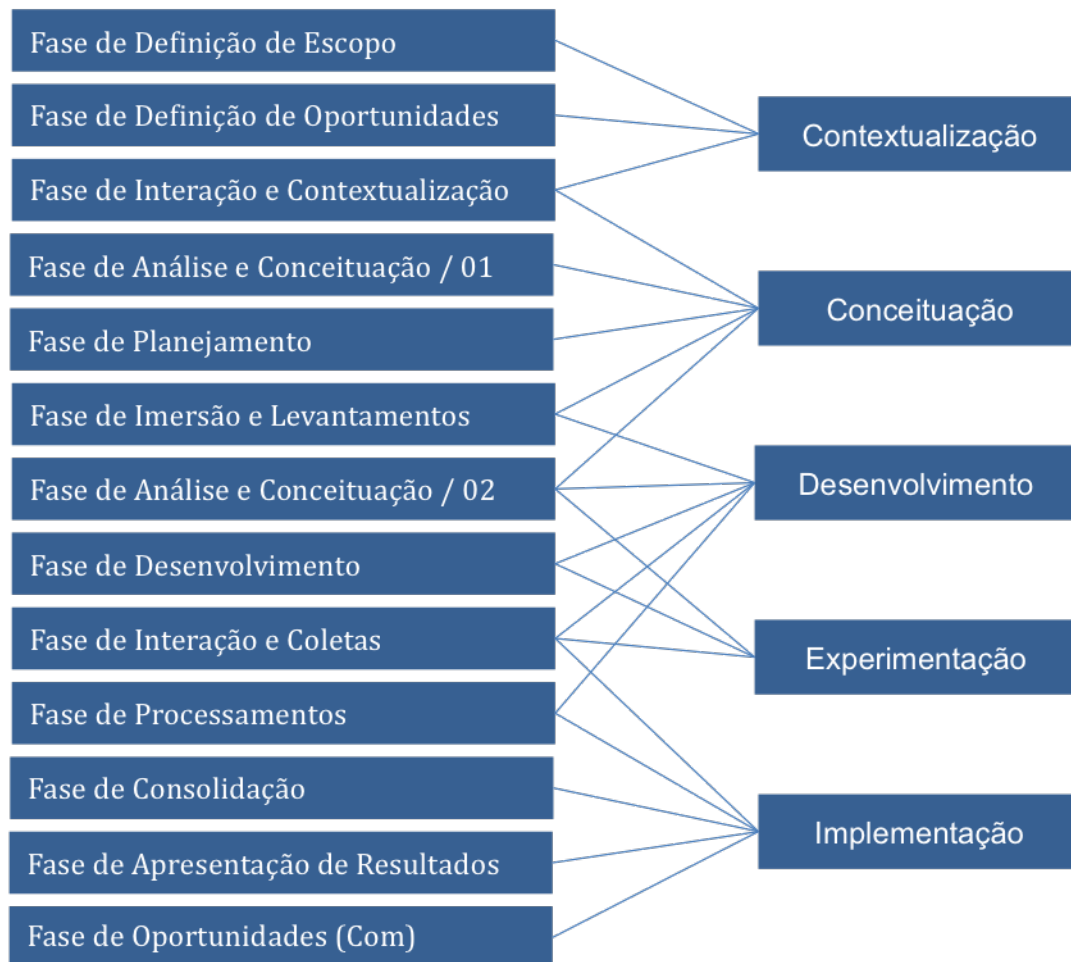 Fase de Definição de Escopo
Fase de Definição de Oportunidades
Fase de Interação e Contextualização
Fase de Análise e Conceituação / 01
Fase de Planejamento
Fase de Imersão e Levantamentos
Fase de Análise e Conceituação / 02
Fase de Desenvolvimento
Fase de Interação e Coletas
Fase de Processamentos
Fase de Consolidação
Fase de Apresentação de Resultados
Fase de Oportunidades (Com)
Contextualização
Conceituação
Desenvolvimento
Experimentação
Implementação